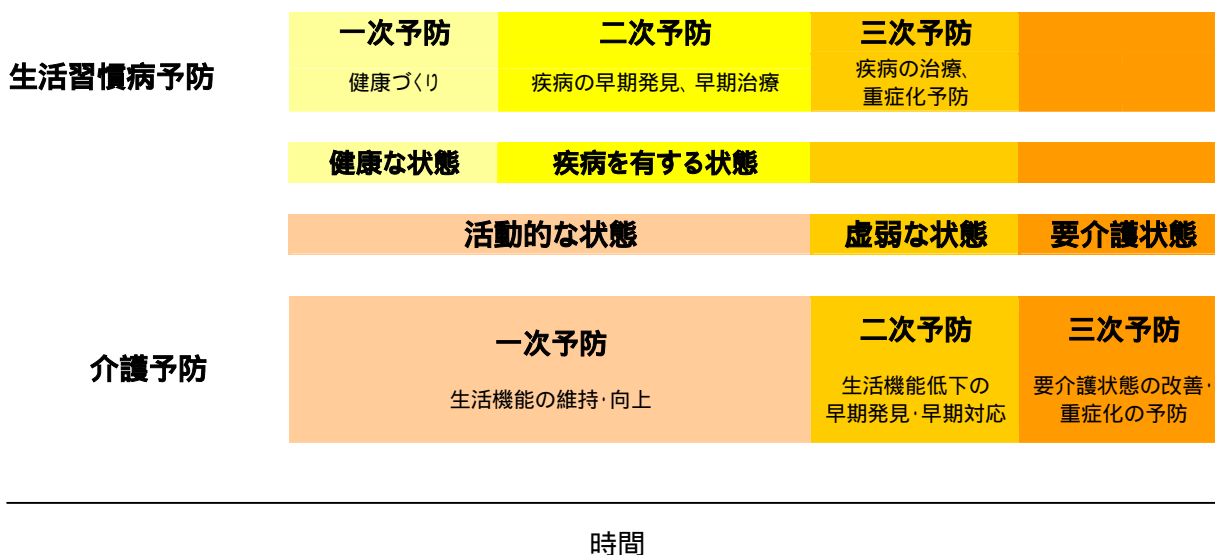 一次予防
二次予防
三次予防
生活習慣病予防
健康づくり
疾病の早期発見、早期治療
疾病の治療、
重症化予防
健康な状態
疾病を有する状態
活動的な状態
虚弱な状態
要介護状態
介護予防
一次予防
生活機能の維持・向上
二次予防
生活機能低下の
早期発見・早期対応
三次予防
要介護状態の改善・
重症化の予防
時間